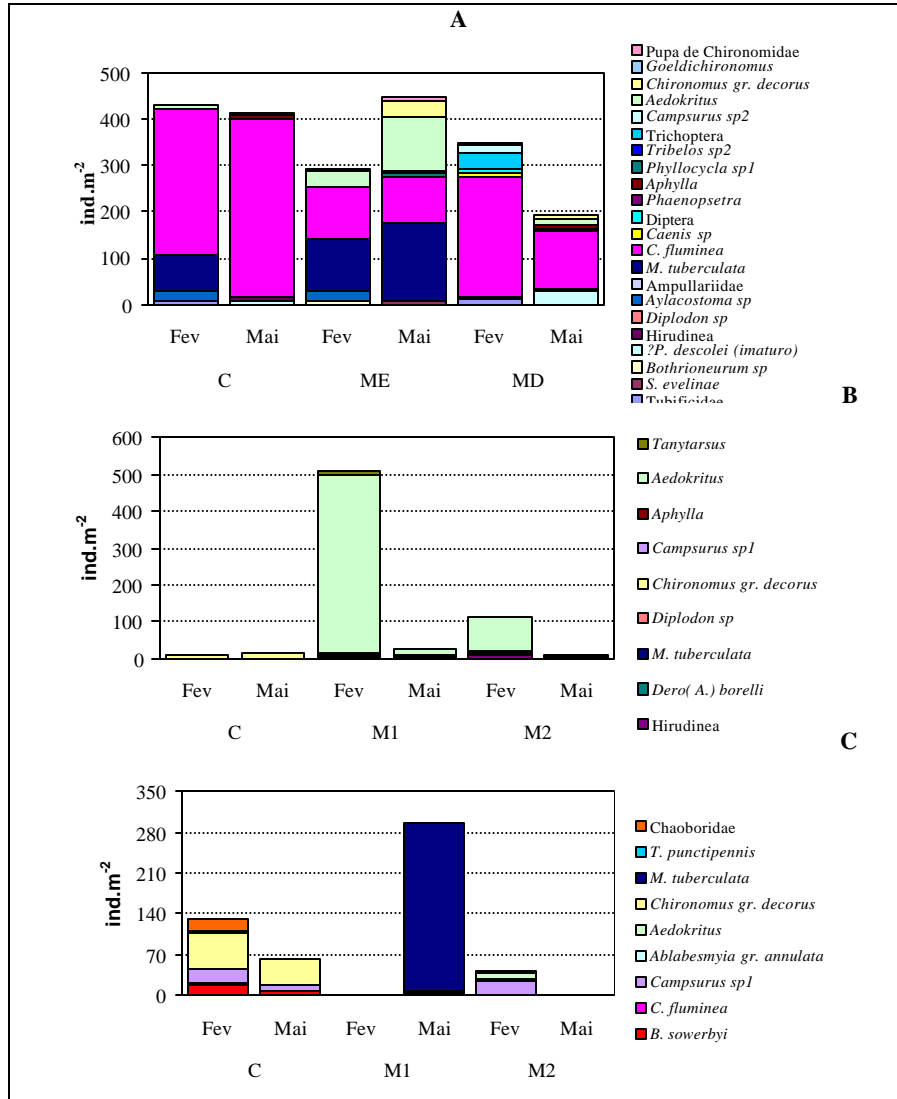 A
500
400
300
200
100
0
ind.m-2
Fev Mai Fev Mai Fev Mai
C ME MD
Pupa de Chironomidae
Goeldichironomus
Chironomus gr. decorus
Aedokritus
Campsurus sp2
Trichoptera
Tribelos sp2
Phyllocycla sp1
Aphylla
Phaenopsetra
Diptera
Caenis sp
C. fluminea
M. tuberculata
Ampullariidae
Aylacostoma sp
Diplodon sp
Hirudinea
?P. descolei (imaturo)
Bothrioneurum sp
S. evelinae
Tubificidae
B
600
500
400
300
200
100
0
ind.m-2
Fev Mai Fev Mai Fev Mai
C M1 M2
Tanytarsus
Aedokritus
Aphylla
Campsurus sp1
Chironomus gr. decorus
Diplodon sp
M. tuberculata
Dero( A.) borelli
Hirudinea
C
350
280
210
140
70
0
ind.m-2
Fev Mai Fev Mai Fev Mai
C M1 M2
Chaoboridae
T. punctipennis
M. tuberculata
Chironomus gr. decorus
Aedokritus
Ablabesmyia gr. annulata
Campsurus sp1
C. fluminea
B. sowerbyi